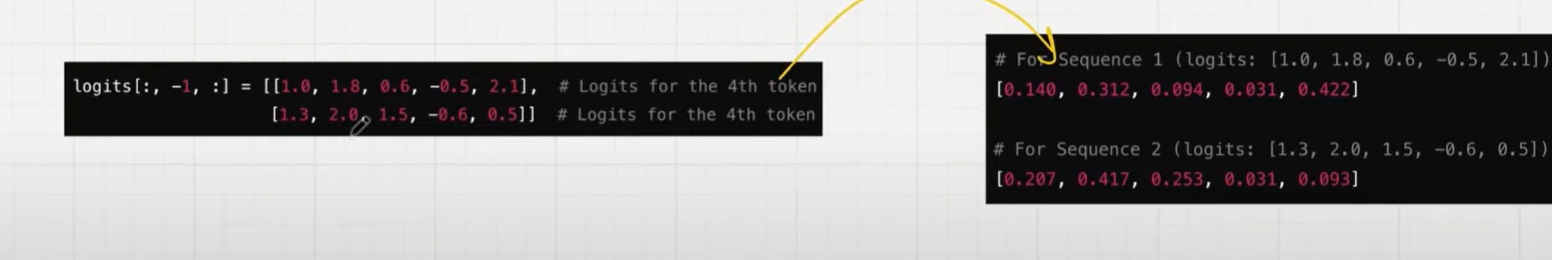 logits[:, -1, :] = [[1.0, 1.8, 0.6, -0.5, 2.1],  # Logits for the 4th token
[1.3, 2.0, 1.5, -0.6, 0.5]]  # Logits for the 4th token
# For Sequence 1 (logits: [1.0, 1.8, 0.6, -0.5, 2.1])
[0.140, 0.312, 0.094, 0.031, 0.422]
# For Sequence 2 (logits: [1.3, 2.0, 1.5, -0.6, 0.5])
[0.207, 0.417, 0.253, 0.031, 0.093]